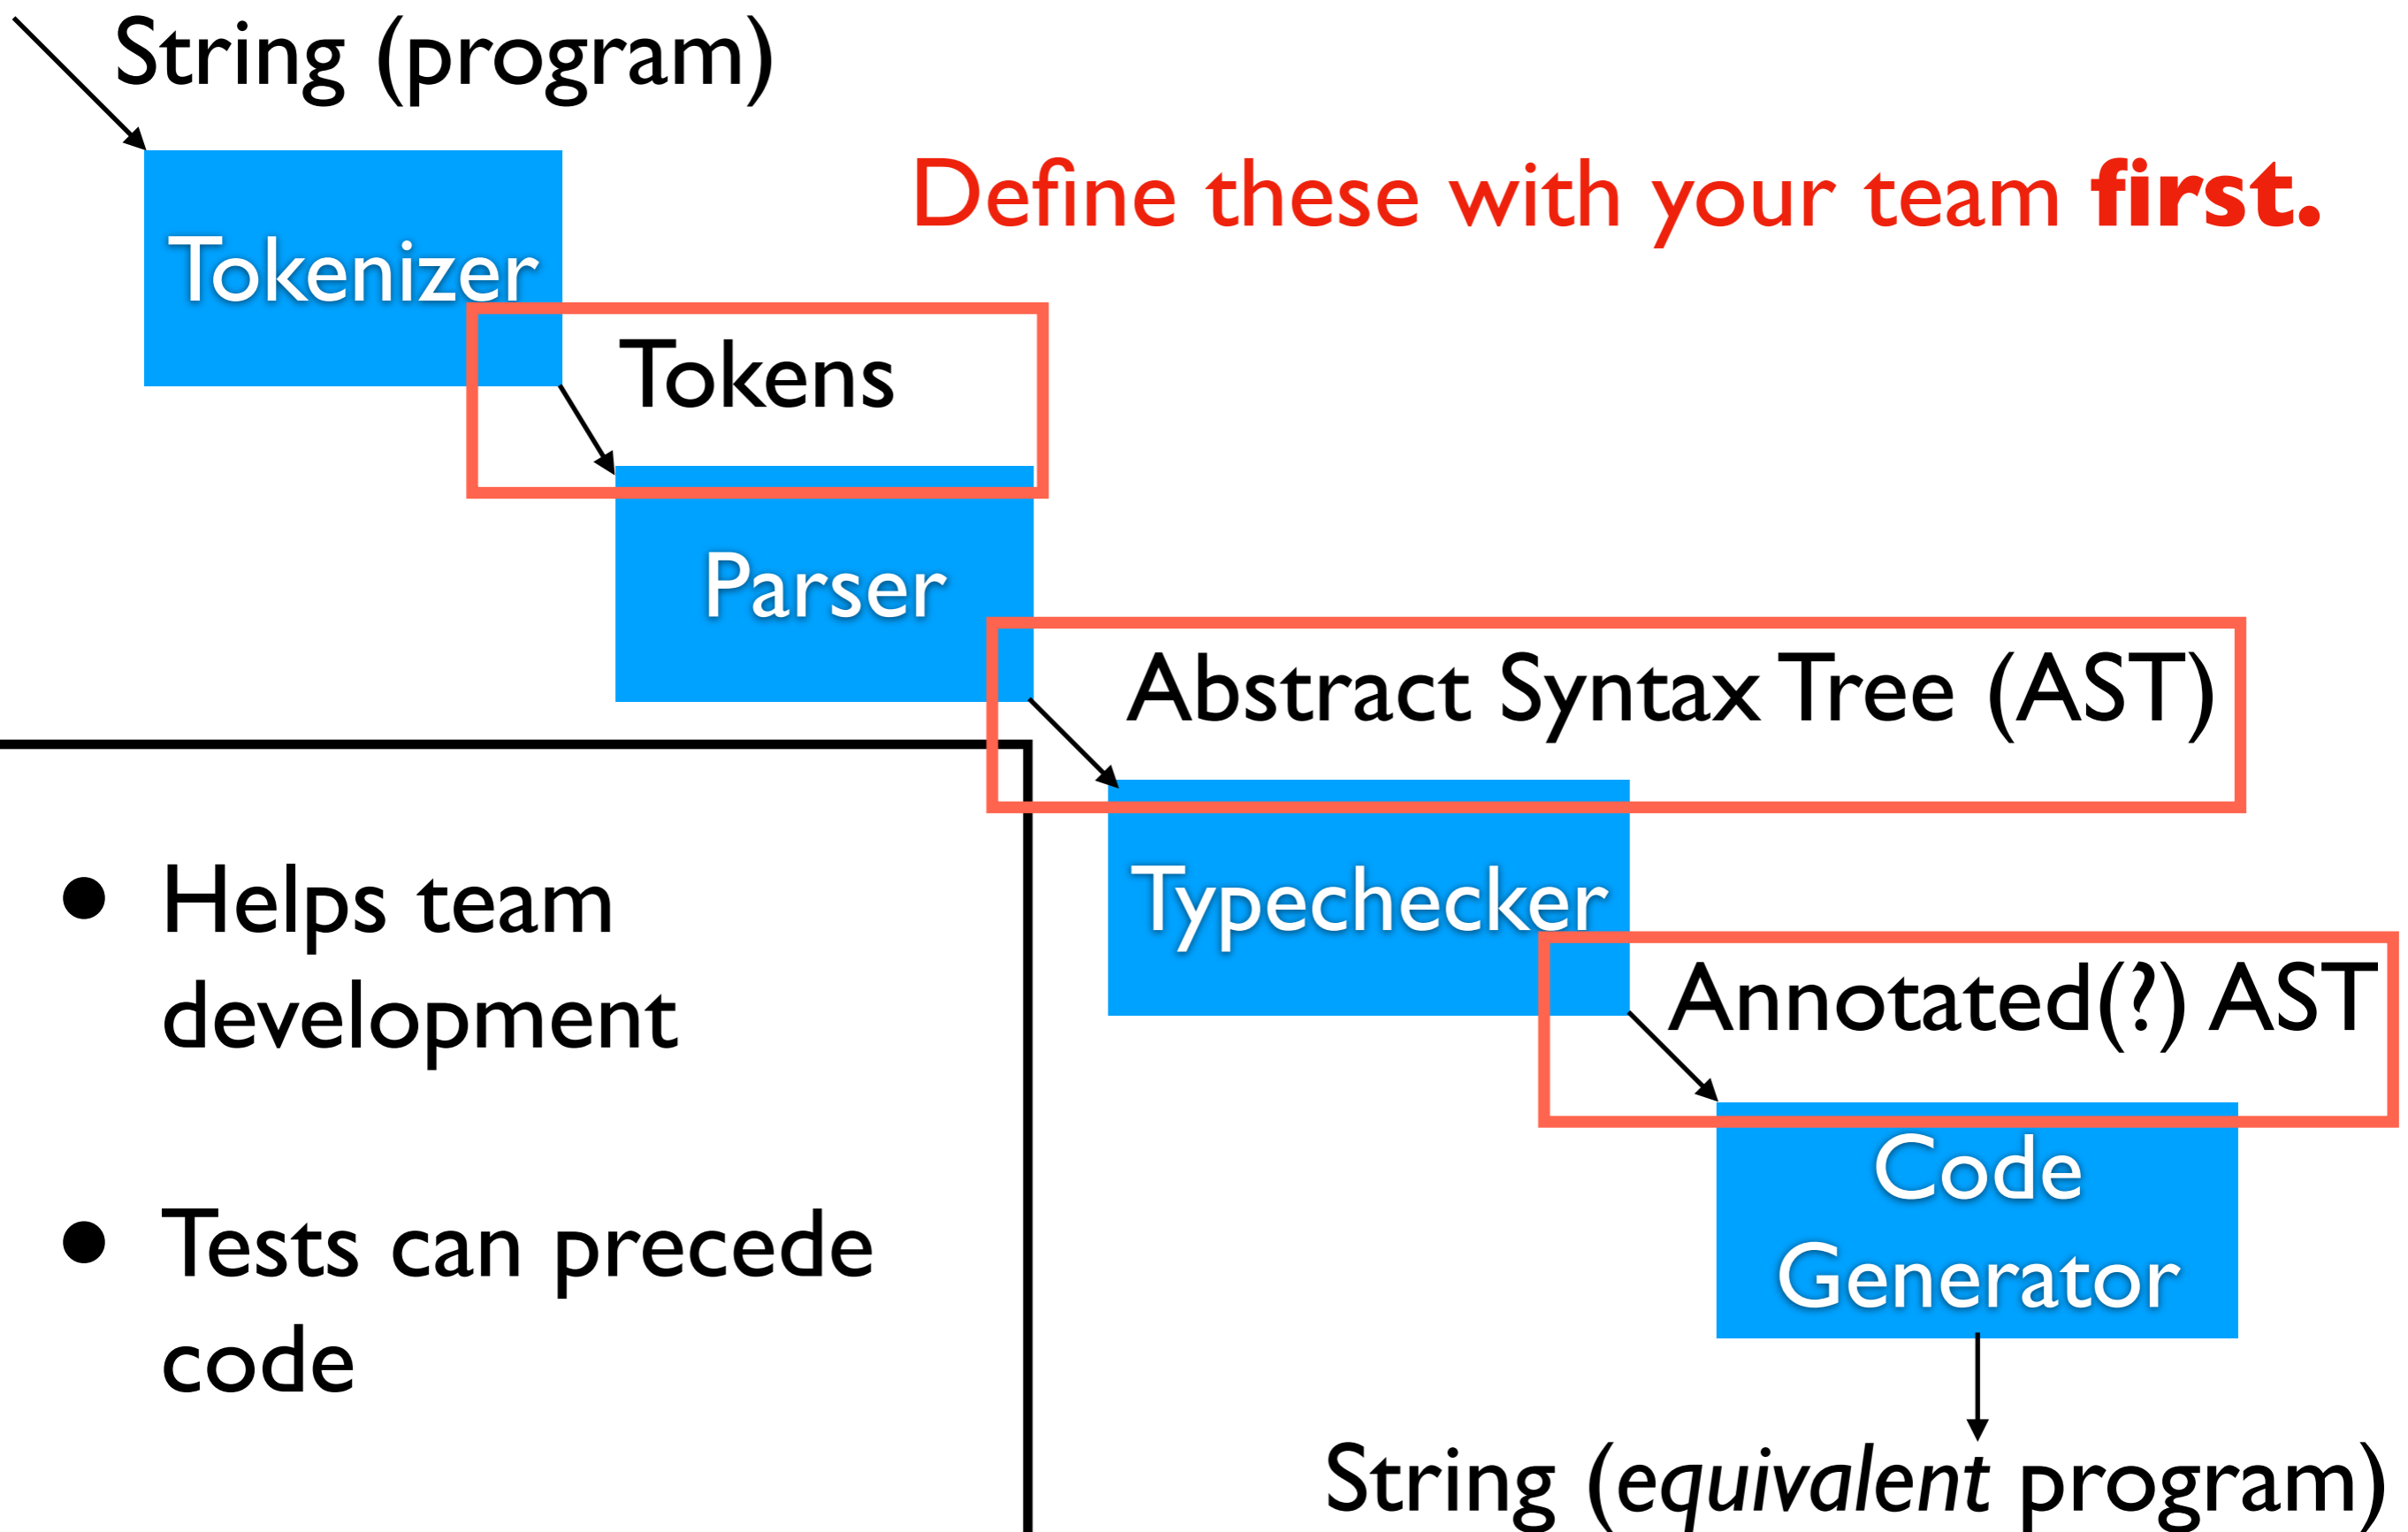 String (program)
Define these with your team first.
Tokenizer
Tokens
Parser
Abstract Syntax Tree (AST)
Typechecker
Annotated(?) AST
Code
Generator
String (equivalent program)
• Helps team
development
• Tests can precede
code